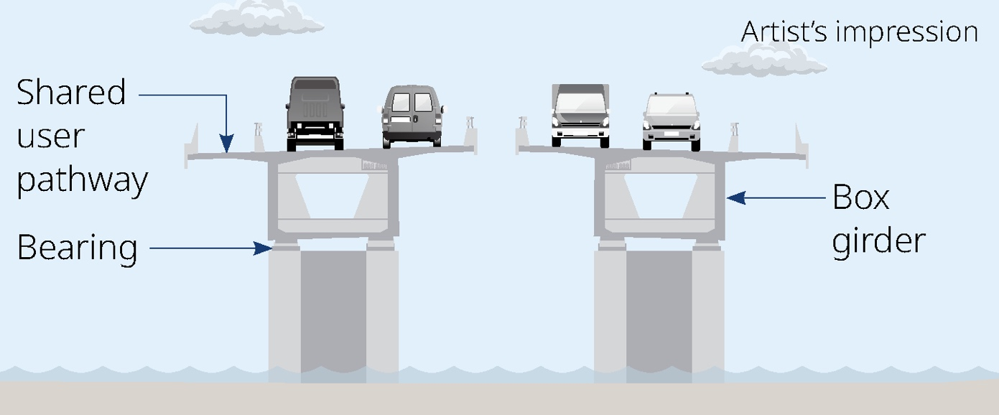 Artist’s impression
Shared
user
pathway
Bearing
Box
girder